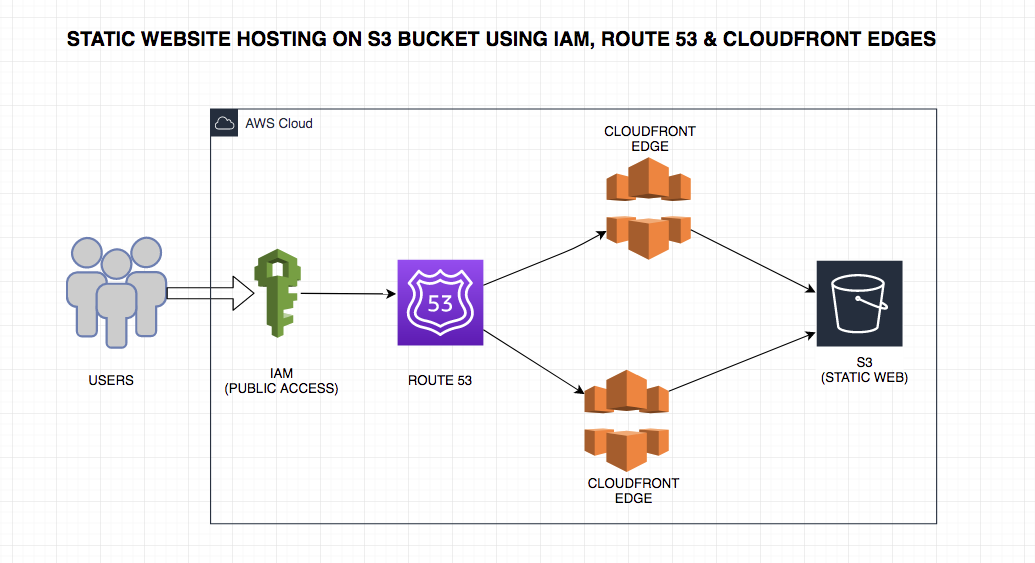 STATIC WEBSITE HOSTING ON S3 BUCKET USING IAM, ROUTE 53 & CLOUDFRONT EDGES
AWS Cloud
CLOUDFRONT
EDGE
53
USERS
IAM
(PUBLIC ACCESS)
ROUTE 53
S3
(STATIC WEB)
CLOUDFRONT
EDGE